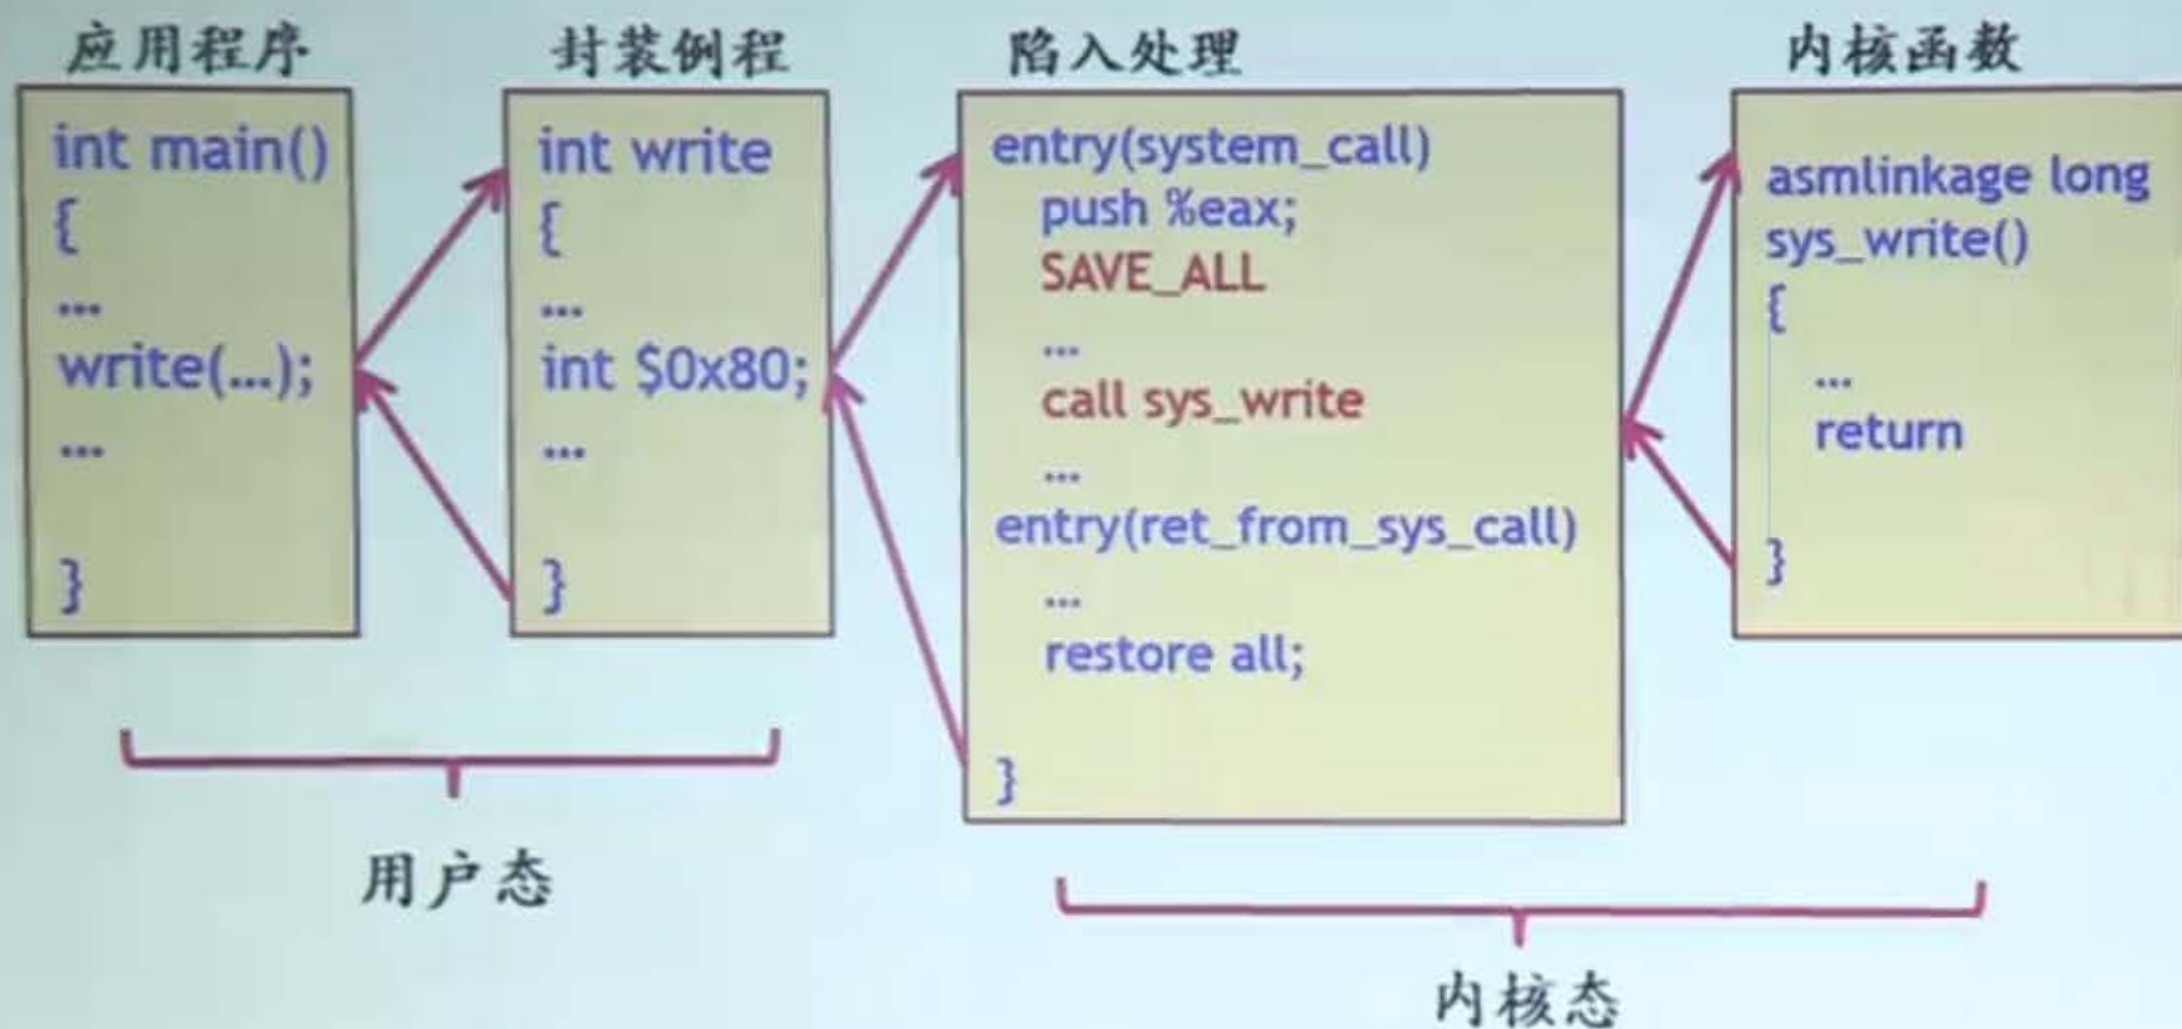 应用程序
int main()
{
...
write(...);
...
}
封装例程
int write
{
...
int $0x80;
...
}
陷入处理
entry(system_call)
push %eax;
SAVE_ALL
...
call sys_write
...
entry(ret_from_sys_call)
...
restore all;
}
内核函数
asmlinkage long
sys_write()
{
...
return
}
用户态
内核态